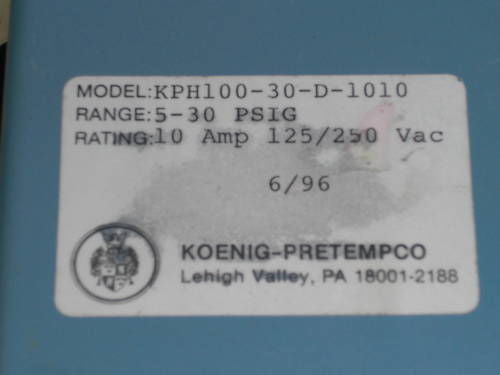 MODEL:KPH100-30-D-1010
RANGE:5-30 PSIG
RATING:10 Amp 125/250 Vac
6/96
KOENIG-PRETEMPCO
Lehigh Valley, PA 18001-2188